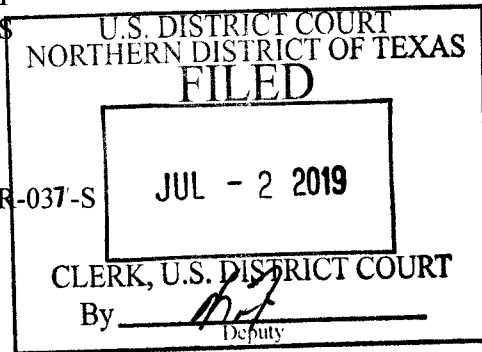 U.S. DISTRICT COURT
NORTHERN DISTRICT OF TEXAS
FILED
R-037-S
JUL - 2 2019
CLERK, U.S. DISTRICT COURT
By
Deputy